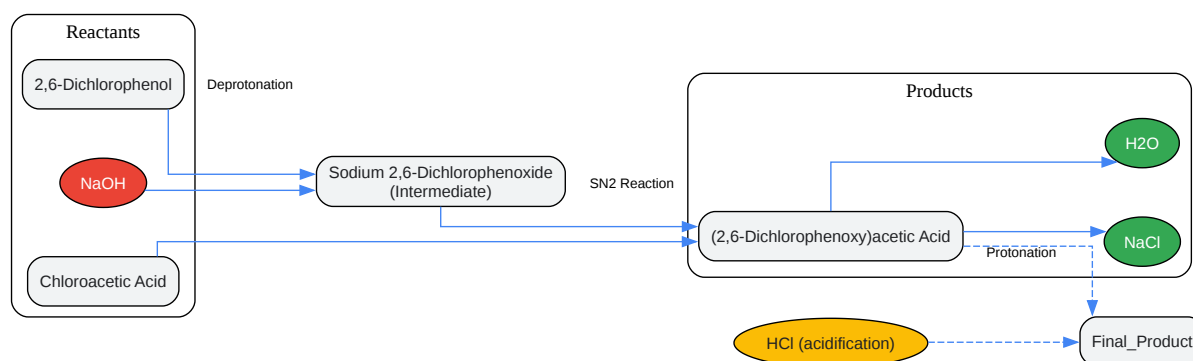 Reactants
2,6-Dichlorophenol
Deprotonation
NaOH
Chloroacetic Acid
Sodium 2,6-Dichlorophenoxide
(Intermediate)
SN2 Reaction
Products
H2O
(2,6-Dichlorophenoxy)acetic Acid
NaCl
Protonation
HCl (acidification)
Final_Product